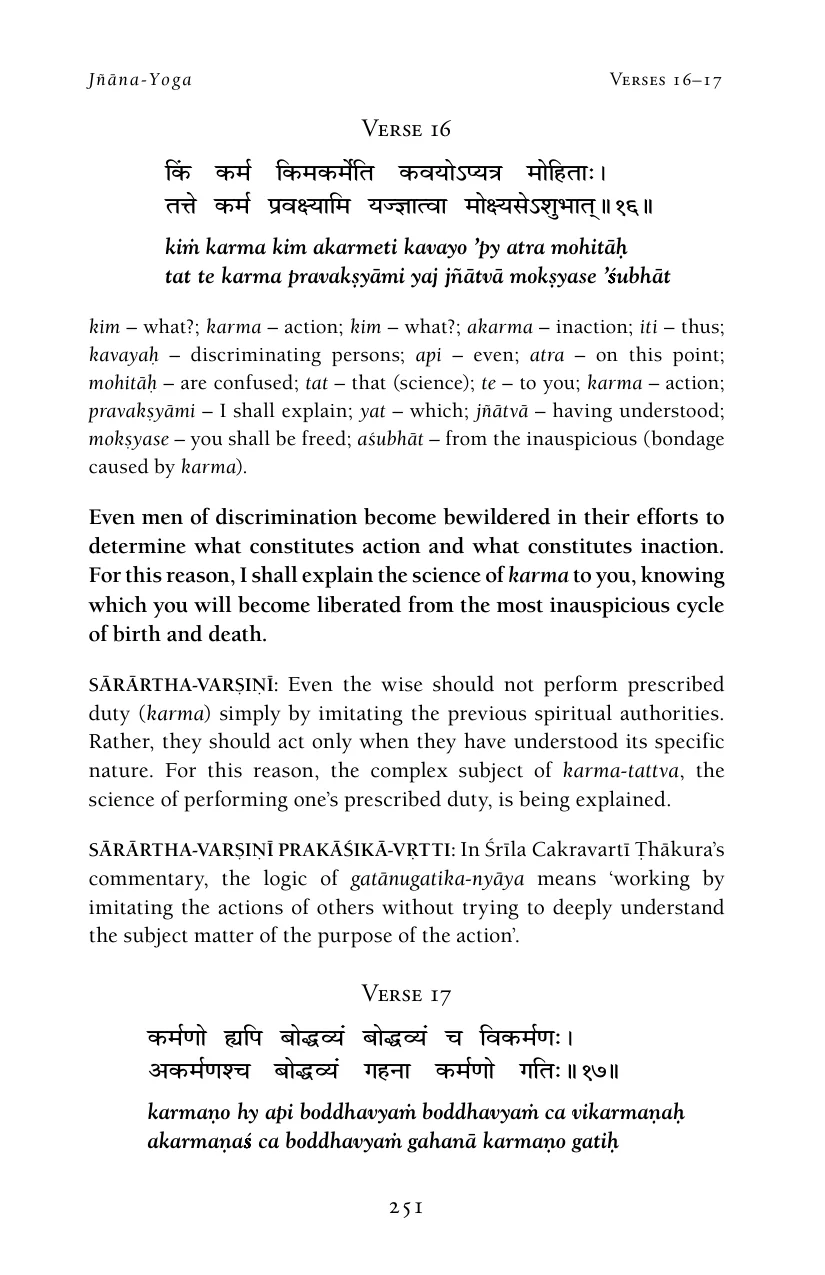 Jñāna-Yoga Verses 16–17
Verse 16
किं कर्म किमकर्मेति कवयोऽप्यत्र मोहिताः।
तत्ते कर्म प्रवक्ष्यामि यज्ज्ञात्वा मोक्ष्यसेऽशुभात्॥१६॥
kiṁ karma kim akarmeti kavayo ’py atra mohitāḥ
tat te karma pravakṣyāmi yaj jñātvā mokṣyase ’śubhāt
kim – what?; karma – action; kim – what?; akarma – inaction; iti – thus;
kavayaḥ – discriminating persons; api – even; atra – on this point;
mohitāḥ – are confused; tat – that (science); te – to you; karma – action;
pravakṣyāmi – I shall explain; yat – which; jñātvā – having understood;
mokṣyase – you shall be freed; aśubhāt – from the inauspicious (bondage
caused by karma).
Even men of discrimination become bewildered in their efforts to
determine what constitutes action and what constitutes inaction.
For this reason, I shall explain the science of karma to you, knowing
which you will become liberated from the most inauspicious cycle
of birth and death.
SĀRĀRTHA-VARṢIṆĪ: Even the wise should not perform prescribed
duty (karma) simply by imitating the previous spiritual authorities.
Rather, they should act only when they have understood its specific
nature. For this reason, the complex subject of karma-tattva, the
science of performing one’s prescribed duty, is being explained.
SĀRĀRTHA-VARṢIṆĪ PRAKĀŚIKĀ-VṚTTI: In Śrīla Cakravartī Ṭhākura’s
commentary, the logic of gatānugatika-nyāya means ‘working by
imitating the actions of others without trying to deeply understand
the subject matter of the purpose of the action’.
Verse 17
कर्मणो ह्यपि बोद्धव्यं बोद्धव्यं च विकर्मणः।
अकर्मणश्च बोद्धव्यं गहना कर्मणो गतिः॥१७॥
karmaṇo hy api boddhavyaṁ boddhavyaṁ ca vikarmaṇaḥ
akarmaṇaś ca boddhavyaṁ gahanā karmaṇo gatiḥ
251